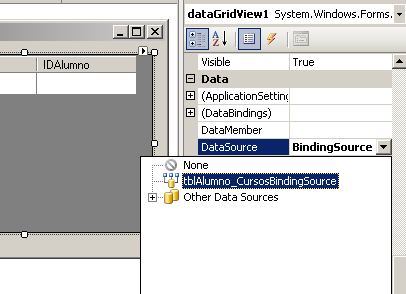 dataGridView1 System.Windows.Forms.
IDAlumno
Visible True
Data
(ApplicationSetting
(DataBindings)
DataMember
DataSource BindingSource
None
tblAlumno_CursosBindingSource
Other Data Sources